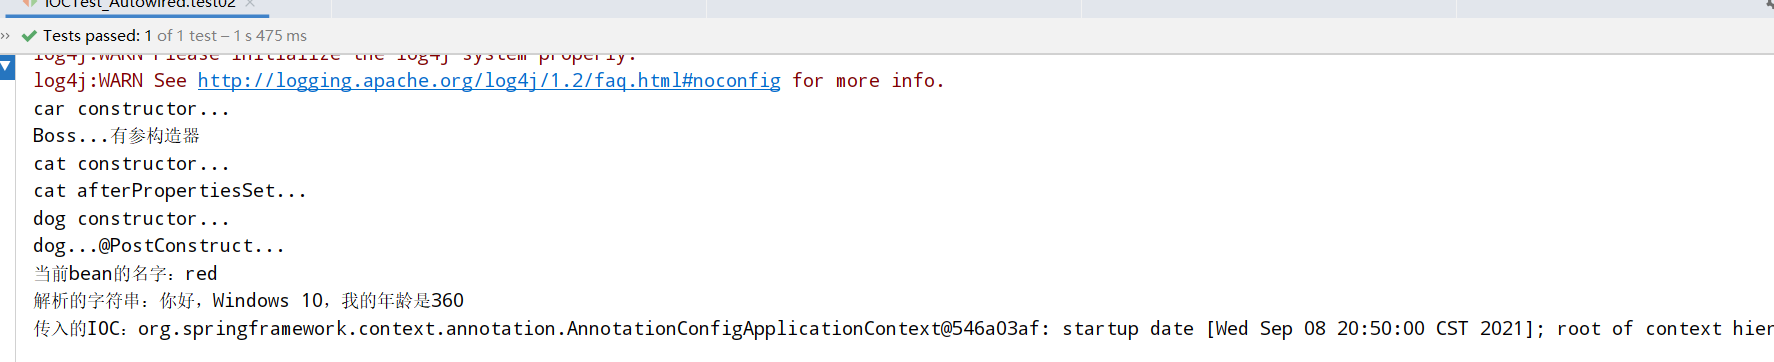 IOCTest_Autowired.test02
Tests passed: 1 of 1 test – 1 s 475 ms
log4j:WARN Please initialize the log4j system properly.
log4j:WARN See http://logging.apache.org/log4j/1.2/faq.html#noconfig for more info.
car constructor...
Boss...有参构造器
cat constructor...
cat afterPropertiesSet...
dog constructor...
dog...@PostConstruct...
当前bean的名字：red
解析的字符串：你好，Windows 10，我的年龄是360
传入的IOC：org.springframework.context.annotation.AnnotationConfigApplicationContext@546a03af: startup date [Wed Sep 08 20:50:00 CST 2021]; root of context hier